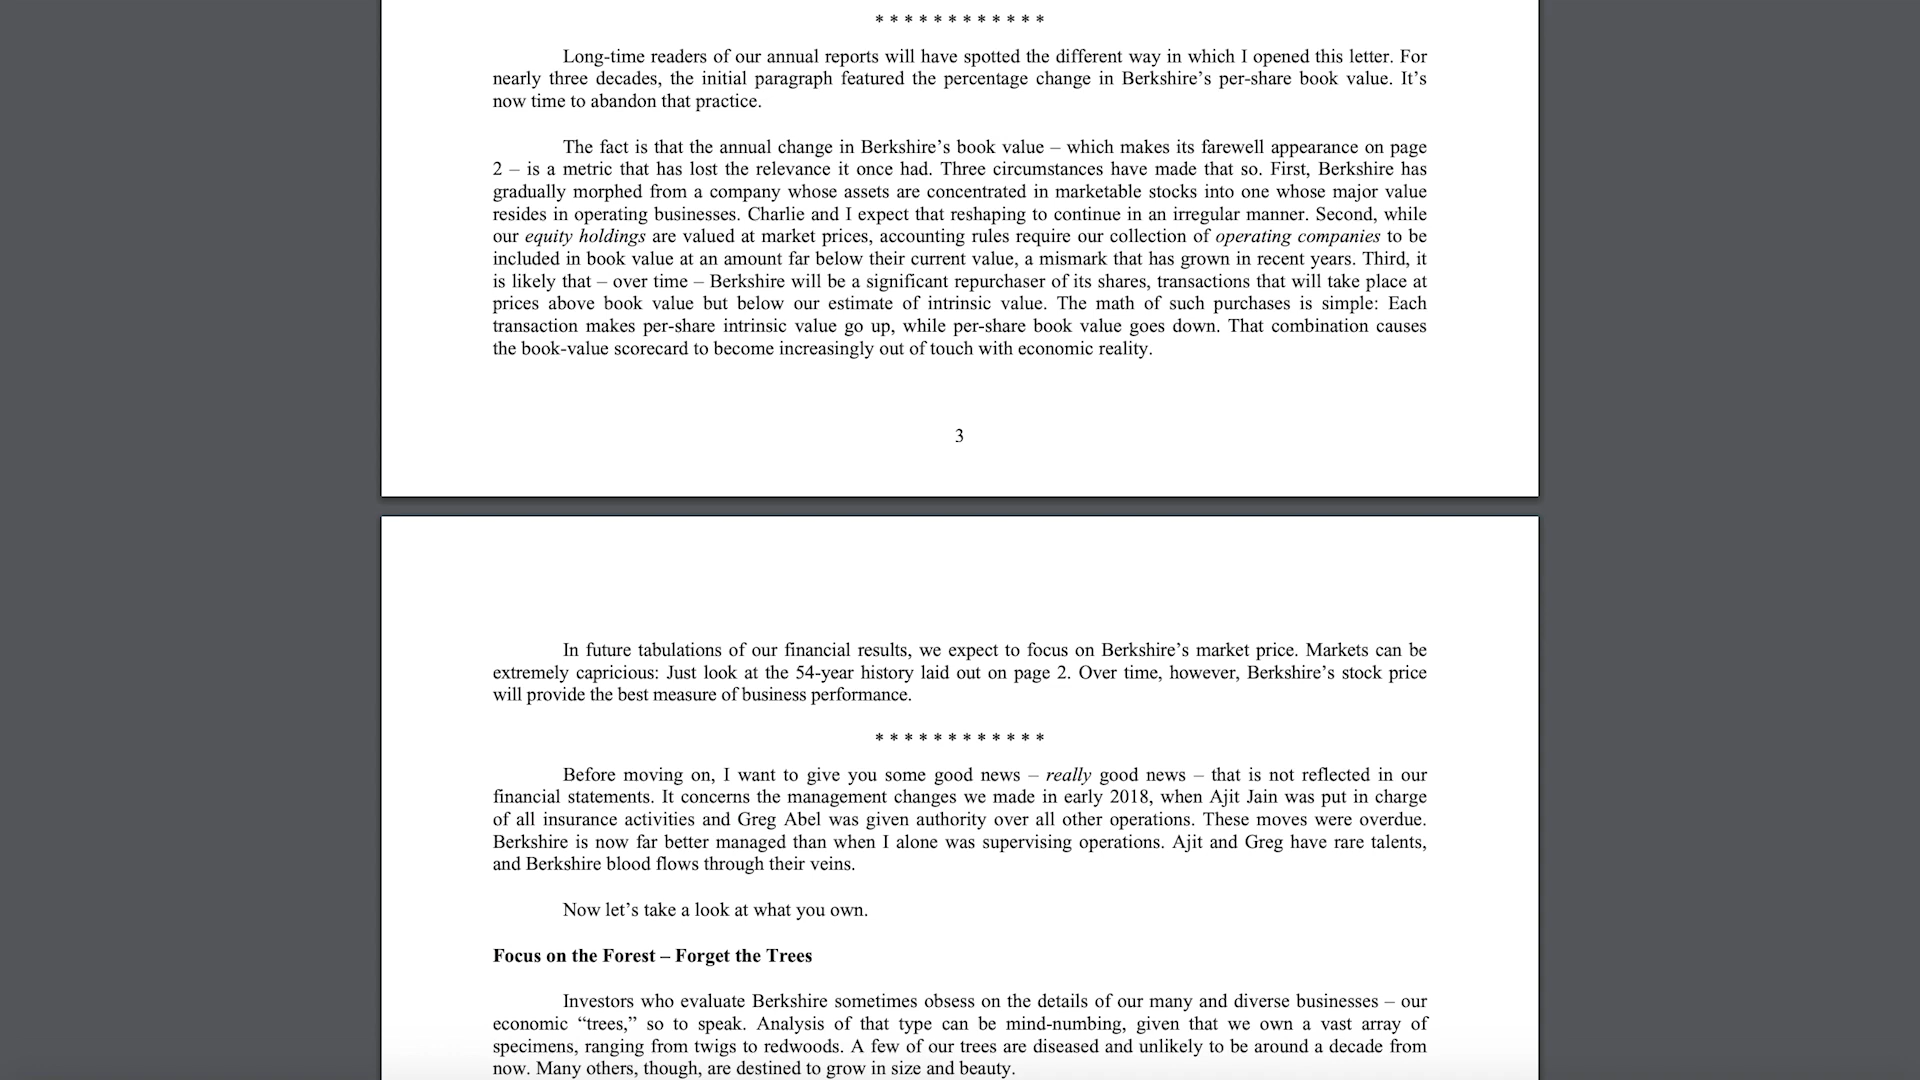 * * * * * * * * * * * *
Long-time readers of our annual reports will have spotted the different way in which I opened this letter. For
nearly three decades, the initial paragraph featured the percentage change in Berkshire’s per-share book value. It’s
now time to abandon that practice.
The fact is that the annual change in Berkshire’s book value – which makes its farewell appearance on page
2 – is a metric that has lost the relevance it once had. Three circumstances have made that so. First, Berkshire has
gradually morphed from a company whose assets are concentrated in marketable stocks into one whose major value
resides in operating businesses. Charlie and I expect that reshaping to continue in an irregular manner. Second, while
our equity holdings are valued at market prices, accounting rules require our collection of operating companies to be
included in book value at an amount far below their current value, a mismark that has grown in recent years. Third, it
is likely that – over time – Berkshire will be a significant repurchaser of its shares, transactions that will take place at
prices above book value but below our estimate of intrinsic value. The math of such purchases is simple: Each
transaction makes per-share intrinsic value go up, while per-share book value goes down. That combination causes
the book-value scorecard to become increasingly out of touch with economic reality.
3
In future tabulations of our financial results, we expect to focus on Berkshire’s market price. Markets can be
extremely capricious: Just look at the 54-year history laid out on page 2. Over time, however, Berkshire’s stock price
will provide the best measure of business performance.
* * * * * * * * * * * *
Before moving on, I want to give you some good news – really good news – that is not reflected in our
financial statements. It concerns the management changes we made in early 2018, when Ajit Jain was put in charge
of all insurance activities and Greg Abel was given authority over all other operations. These moves were overdue.
Berkshire is now far better managed than when I alone was supervising operations. Ajit and Greg have rare talents,
and Berkshire blood flows through their veins.
Now let’s take a look at what you own.
Focus on the Forest – Forget the Trees
Investors who evaluate Berkshire sometimes obsess on the details of our many and diverse businesses – our
economic “trees,” so to speak. Analysis of that type can be mind-numbing, given that we own a vast array of
specimens, ranging from twigs to redwoods. A few of our trees are diseased and unlikely to be around a decade from
now. Many others, though, are destined to grow in size and beauty.